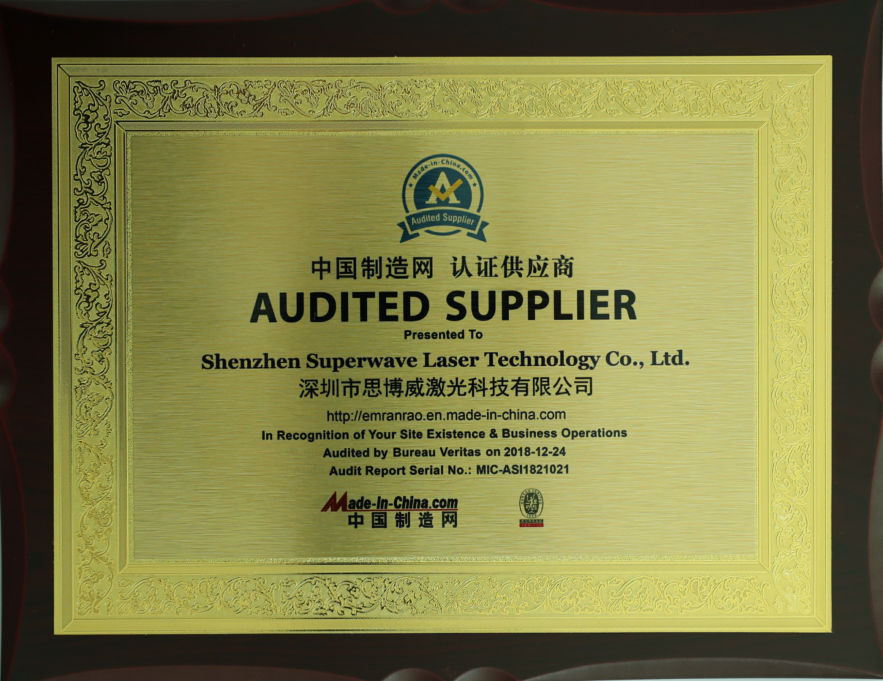 Made-in-China.com
Audited Supplier
中国制造网 认证供应商
AUDITED SUPPLIER
Presented To
Shenzhen Superwave Laser Technology Co., Ltd.
深圳市思博威激光科技有限公司
http://emranrao.en.made-in-china.com
In Recognition of Your Site Existence & Business Operations
Audited by Bureau Veritas on 2018-12-24
Audit Report Serial No.: MIC-ASI1821021
Made-In-China.com
中国制造网